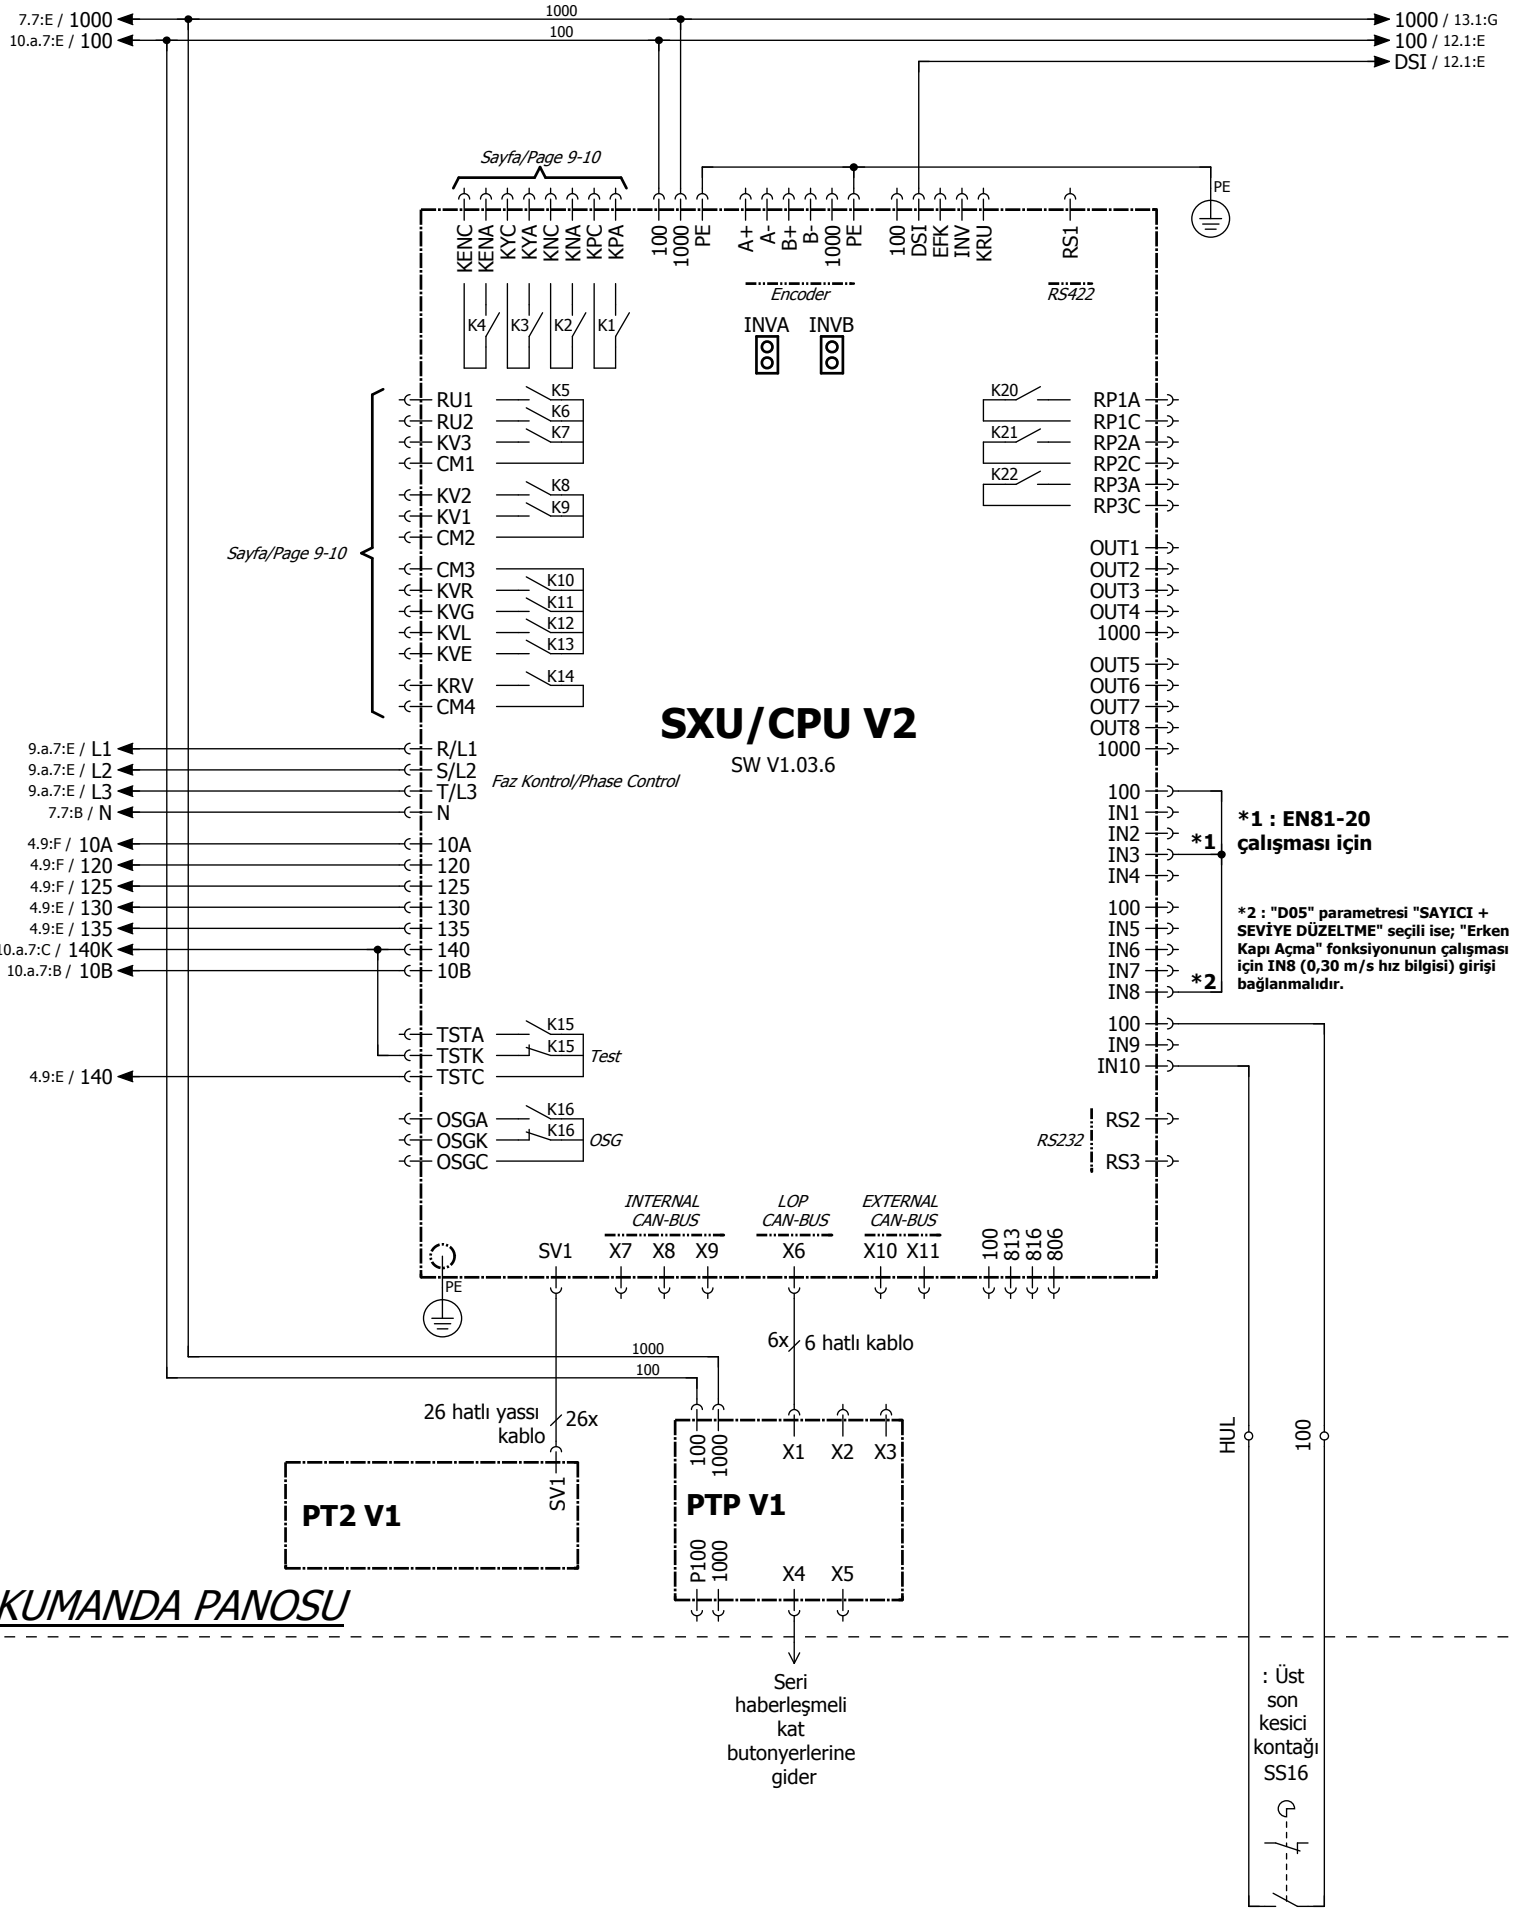 7.7:E / 1000
1000
1000 / 13.1:G
10.a.7:E / 100
100
100 / 12.1:E
DSI / 12.1:E
Sayfa/Page 9-10
PE
KENC
KENA
KYC
KYA
KNC
KNA
KPC
KPA
100
1000
PE
A+
A-
B+
B-
1000
PE
100
DSI
EFK
INV
KRU
RS1
Encoder
RS422
K4
K3
K2
K1
INVA
INVB
Sayfa/Page 9-10
RU1
K5
RU2
K6
KV3
K7
CM1
KV2
K8
KV1
K9
CM2
CM3
KVR
K10
KVG
K11
KVL
K12
KVE
K13
KRV
K14
CM4
K20
RP1A
RP1C
K21
RP2A
RP2C
K22
RP3A
RP3C
OUT1
OUT2
OUT3
OUT4
1000
OUT5
OUT6
OUT7
OUT8
1000
SXU/CPU V2
SW V1.03.6
9.a.7:E / L1
R/L1
9.a.7:E / L2
S/L2
9.a.7:E / L3
T/L3
7.7:B / N
N
Faz Kontrol/Phase Control
4.9:F / 10A
10A
4.9:F / 120
120
4.9:F / 125
125
4.9:E / 130
130
4.9:E / 135
135
10.a.7:C / 140K
140
10.a.7:B / 10B
10B
100
IN1
IN2
IN3
IN4
*1
*1 : EN81-20
çalışması için
100
IN5
IN6
IN7
IN8
*2
*2 : "D05" parametresi "SAYICI +
SEVİYE DÜZELTME" seçili ise; "Erken
Kapı Açma" fonksiyonunun çalışması
için IN8 (0,30 m/s hız bilgisi) girişi
bağlanmalıdır.
100
IN9
IN10
TSTA
K15
TSTK
K15
Test
4.9:E / 140
TSTC
OSGA
K16
OSGK
K16
OSG
OSGC
RS232
RS2
RS3
INTERNAL
CAN-BUS
LOP
CAN-BUS
EXTERNAL
CAN-BUS
PE
SV1
X7
X8
X9
X6
X10
X11
100
813
816
806
1000
100
6x
6 hatlı kablo
26 hatlı yassı
kablo
26x
PT2 V1
SV1
100
1000
X1
X2
X3
PTP V1
P100
1000
X4
X5
HUL
100
KUMANDA PANOSU
Seri
haberleşmeli
kat
butonyerlerine
gider
: Üst
son
kesici
kontağı
SS16